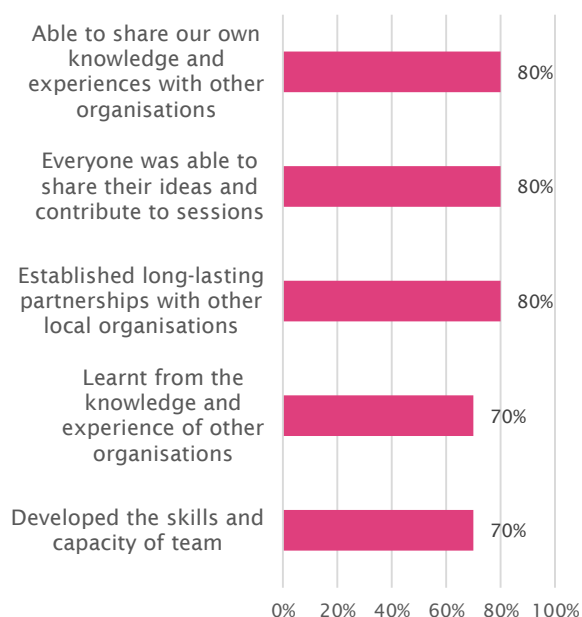 Able to share our own
knowledge and
experiences with other
organisations
80%
Everyone was able to
share their ideas and
contribute to sessions
80%
Established long-lasting
partnerships with other
local organisations
80%
Learnt from the
knowledge and
experience of other
organisations
70%
Developed the skills and
capacity of team
70%
0% 20% 40% 60% 80% 100%